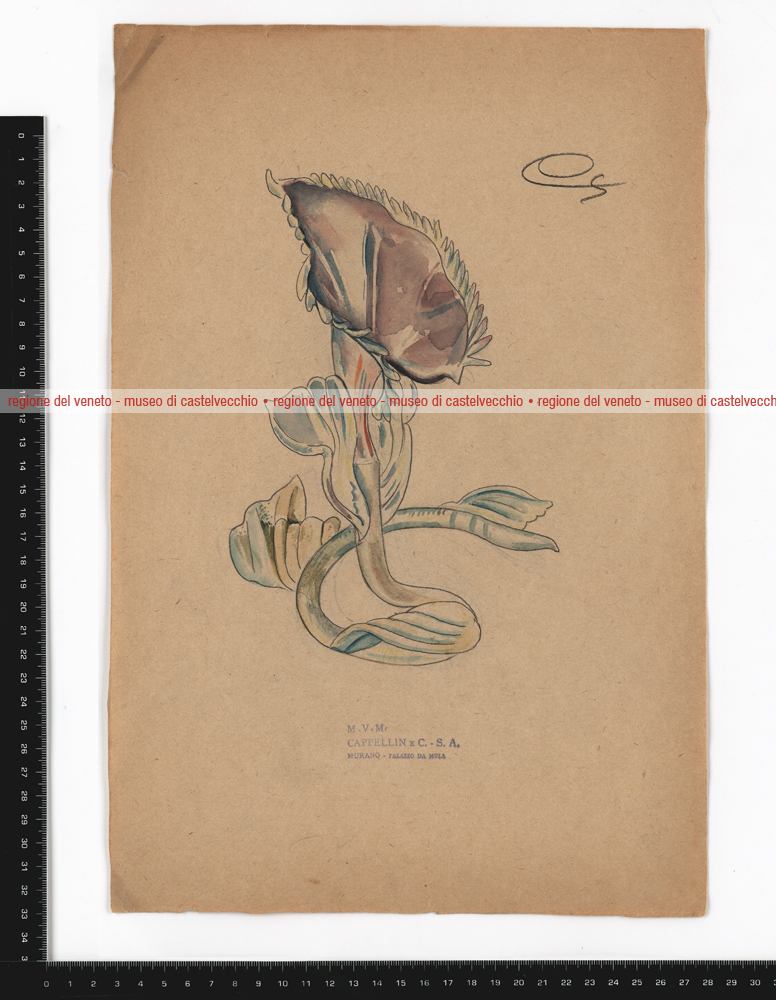 regione del veneto - museo di castelvecchio • regione del veneto - museo di castelvecchio • regione del veneto - museo di castelvecch
M.V.M.
CAPPELLIN & C. - S. A.
MURANO - PALAZZO DA MULA
0 1 2 3 4 5 6 7 8 9 10 11 12 13 14 15 16 17 18 19 20 21 22 23 24 25 26 27 28 29 30 31 32 33 34 3
0 1 2 3 4 5 6 7 8 9 10 11 12 13 14 15 16 17 18 19 20 21 22 23 24 25 26 27 28 29 30